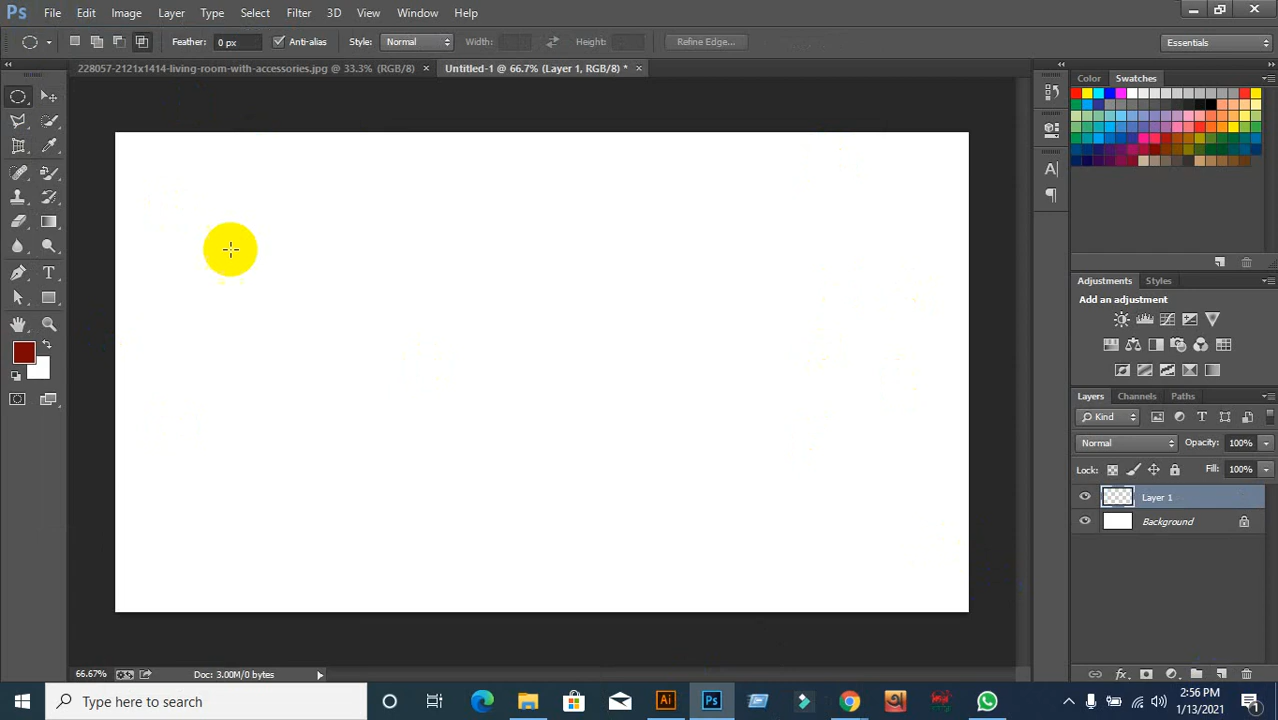 Ps File Edit Image Layer Type Select Filter 3D View Window Help
Feather: 0 px Anti-alias Style: Normal Width: Height: Refine Edge... Essentials
228057-2121x1414-living-room-with-accessories.jpg @ 33.3% (RGB/8) × Untitled-1 @ 66.7% (Layer 1, RGB/8) * ×
Color Swatches
Adjustments Styles
Add an adjustment
Layers Channels Paths
Kind
Normal Opacity: 100%
Lock: Fill: 100%
Layer 1
Background
66.67% Doc: 3.00M/0 bytes
Type here to search
Ai Ps
2:56 PM
1/13/2021
1